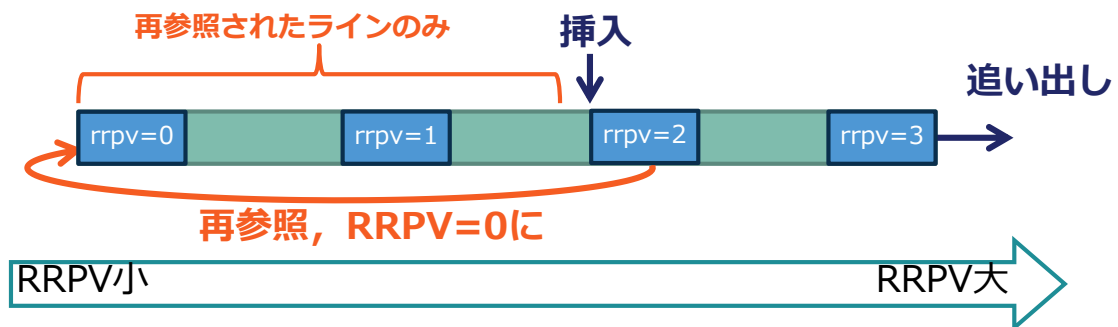 再参照されたラインのみ
挿入
追い出し
rrpv=0
rrpv=1
rrpv=2
rrpv=3
再参照，RRPV=0に
RRPV小
RRPV大